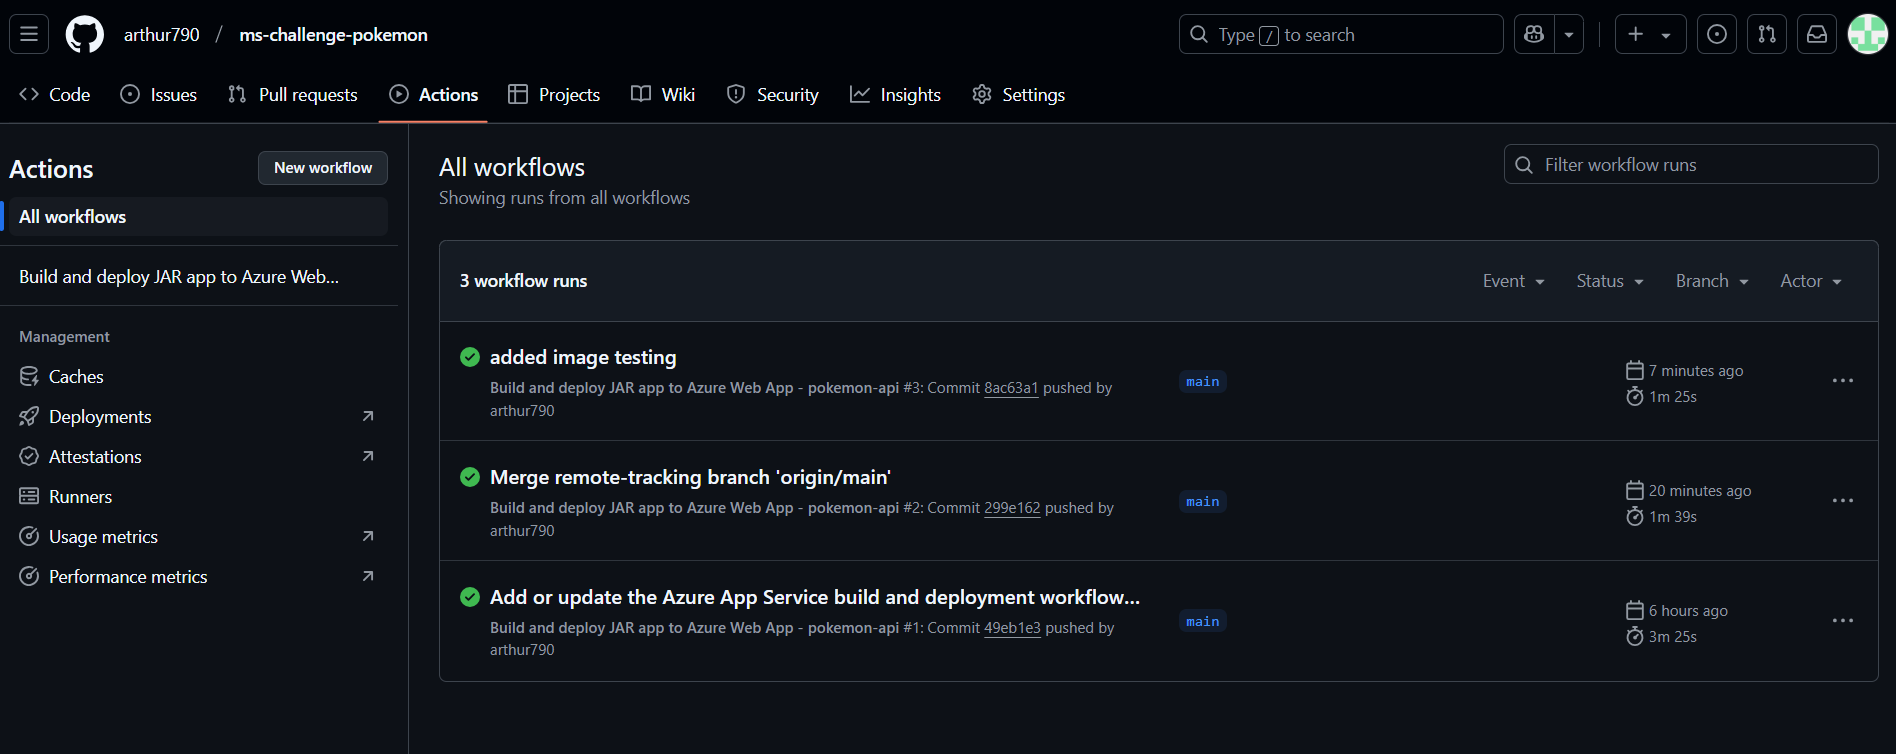 arthur790 / ms-challenge-pokemon
Type / to search
Code
Issues
Pull requests
Actions
Projects
Wiki
Security
Insights
Settings
Actions
New workflow
All workflows
Build and deploy JAR app to Azure Web...
Management
Caches
Deployments
Attestations
Runners
Usage metrics
Performance metrics
All workflows
Showing runs from all workflows
Filter workflow runs
3 workflow runs
Event
Status
Branch
Actor
added image testing
Build and deploy JAR app to Azure Web App - pokemon-api #3: Commit 8ac63a1 pushed by
arthur790
main
7 minutes ago
1m 25s
Merge remote-tracking branch 'origin/main'
Build and deploy JAR app to Azure Web App - pokemon-api #2: Commit 299e162 pushed by
arthur790
main
20 minutes ago
1m 39s
Add or update the Azure App Service build and deployment workflow...
Build and deploy JAR app to Azure Web App - pokemon-api #1: Commit 49eb1e3 pushed by
arthur790
main
6 hours ago
3m 25s